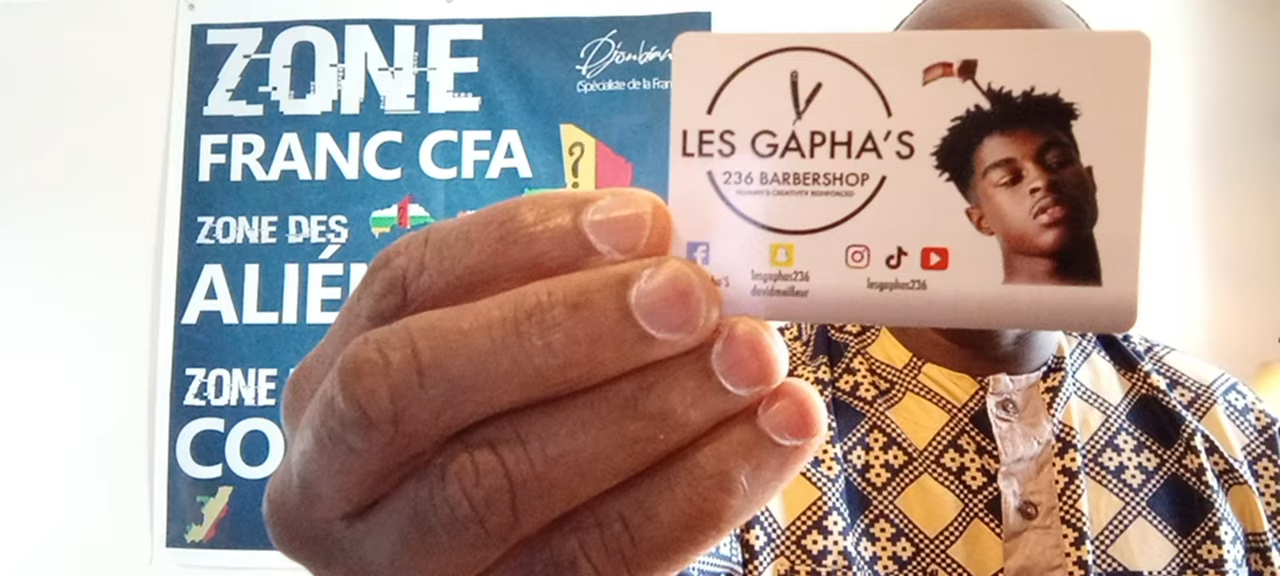 ZONE
FRANC CFA
ZONE DES
ALIÉ
ZONE
CO
?
(Spécialiste de la Fran
LES GAPHA'S
236 BARBERSHOP
lesgaphas236
davidmeilleur
lesgaphas236